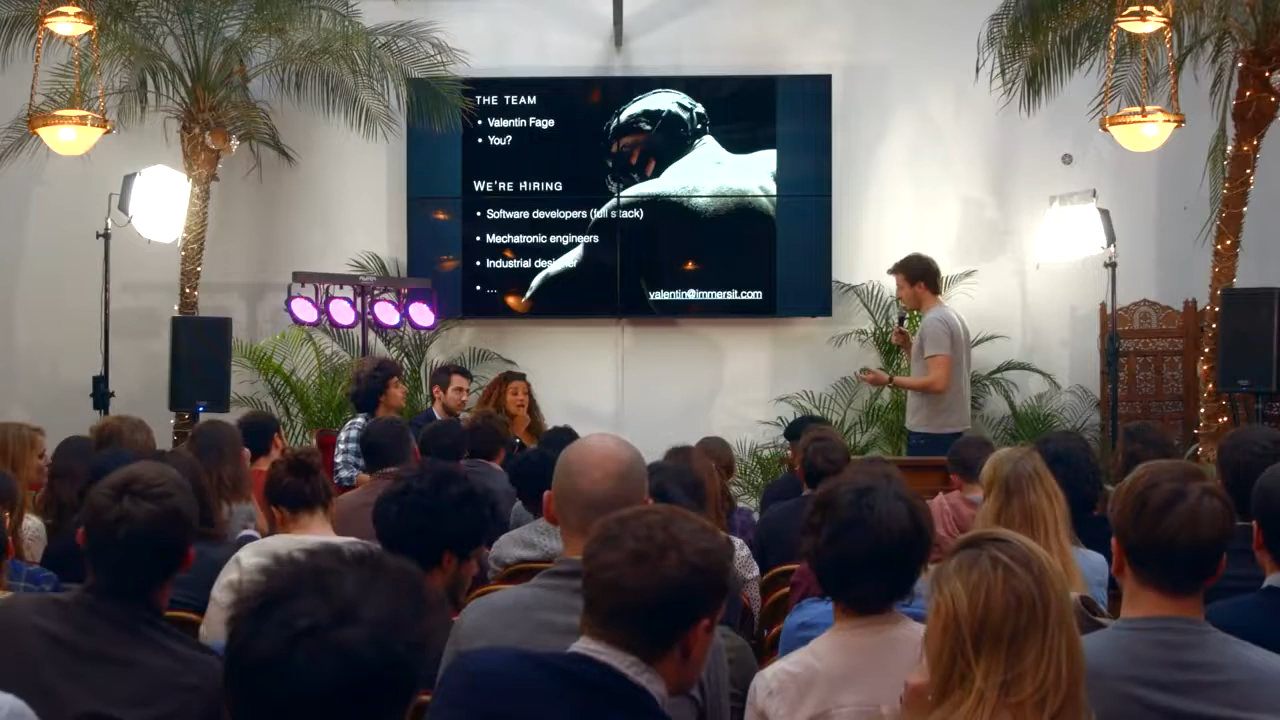 THE TEAM
• Valentin Fage
• You?
WE'RE HIRING
• Software developers (full stack)
• Mechatronic engineers
• Industrial designer
• ...
valentin@immersit.com